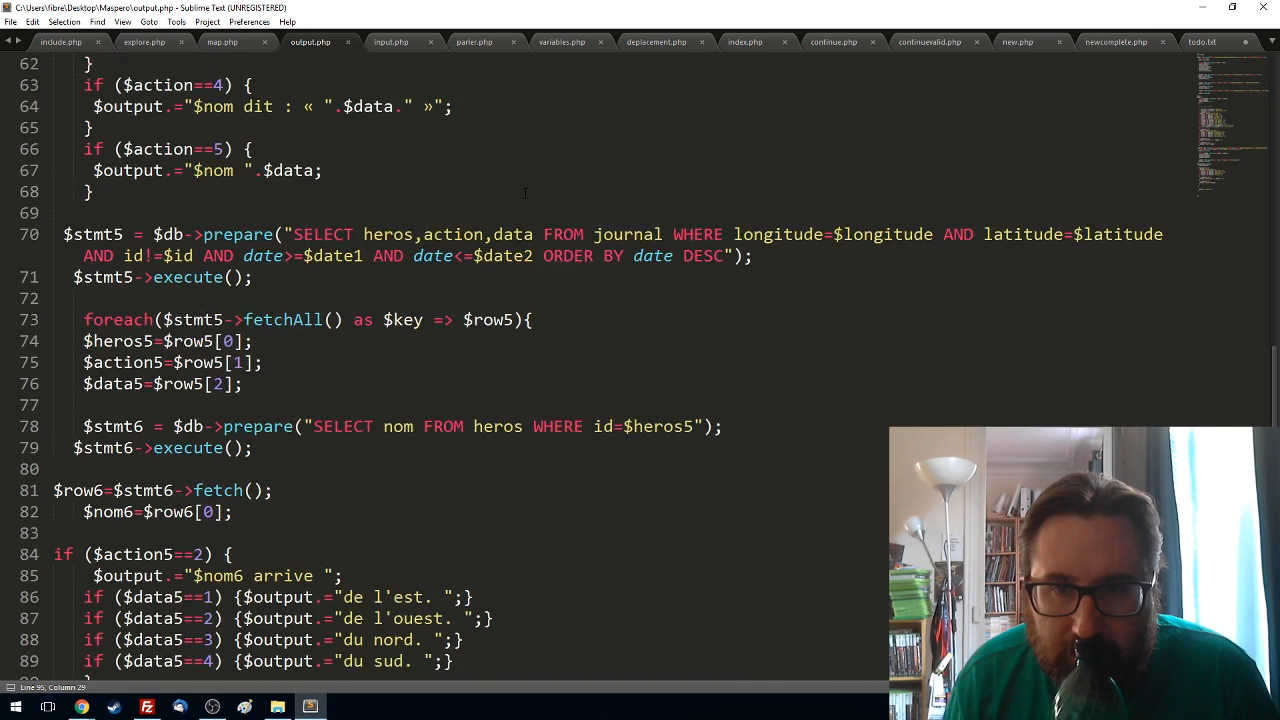 C:\Users\fibre\Desktop\Maspero\output.php - Sublime Text (UNREGISTERED)
File Edit Selection Find View Goto Tools Project Preferences Help
include.php explore.php map.php output.php input.php parler.php variables.php deplacement.php index.php continue.php continuevalid.php new.php newcomplete.php todo.txt
62 }
63 if ($action==4) {
64 $output.="$nom dit : « ".$data." »";
65 }
66 if ($action==5) {
67 $output.="$nom ".$data;
68 }
69
70 $stmt5 = $db->prepare("SELECT heros,action,data FROM journal WHERE longitude=$longitude AND latitude=$latitude
AND id!=$id AND date>=$date1 AND date<=$date2 ORDER BY date DESC");
71 $stmt5->execute();
72
73 foreach($stmt5->fetchAll() as $key => $row5){
74 $heros5=$row5[0];
75 $action5=$row5[1];
76 $data5=$row5[2];
77
78 $stmt6 = $db->prepare("SELECT nom FROM heros WHERE id=$heros5");
79 $stmt6->execute();
80
81 $row6=$stmt6->fetch();
82 $nom6=$row6[0];
83
84 if ($action5==2) {
85 $output.="$nom6 arrive ";
86 if ($data5==1) {$output.="de l'est. ";}
87 if ($data5==2) {$output.="de l'ouest. ";}
88 if ($data5==3) {$output.="du nord. ";}
89 if ($data5==4) {$output.="du sud. ";}
Line 95, Column 29